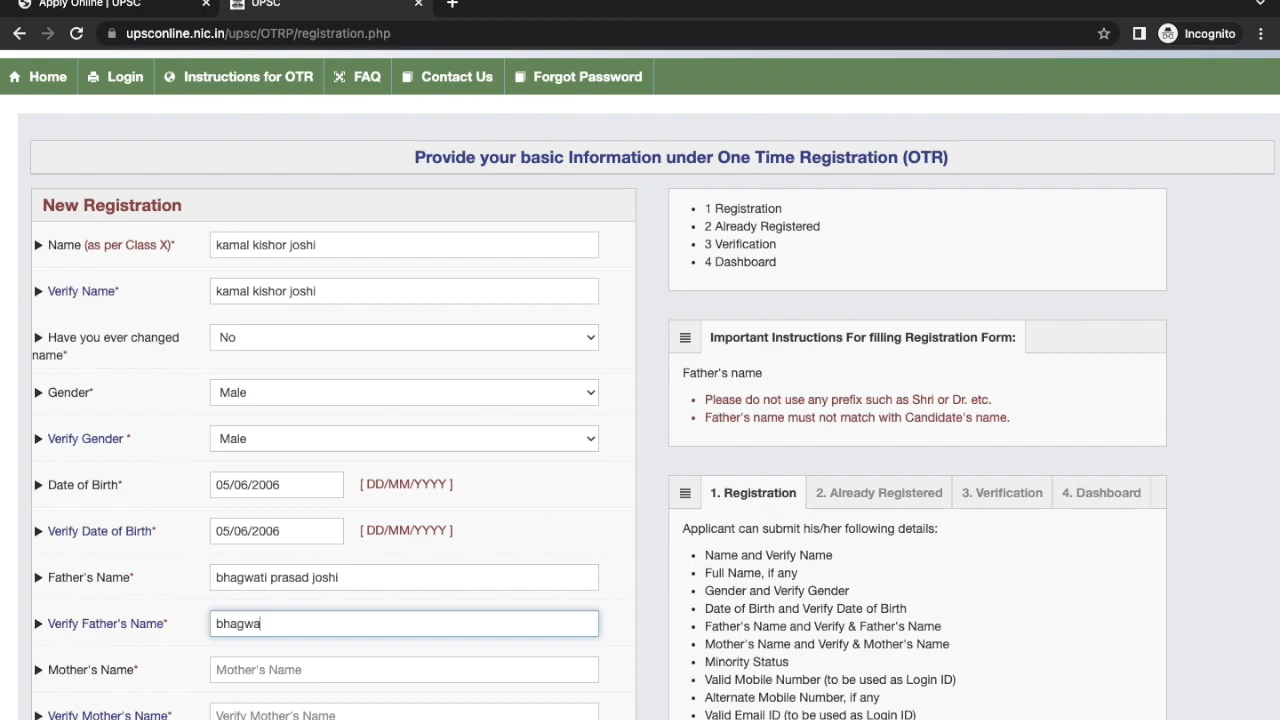 Apply Online | UPSC
UPSC
upsconline.nic.in/upsc/OTRP/registration.php
Incognito
Home
Login
Instructions for OTR
FAQ
Contact Us
Forgot Password
Provide your basic Information under One Time Registration (OTR)
New Registration
Name (as per Class X)* kamal kishor joshi
Verify Name* kamal kishor joshi
Have you ever changed name* No
Gender* Male
Verify Gender * Male
Date of Birth* 05/06/2006 [ DD/MM/YYYY ]
Verify Date of Birth* 05/06/2006 [ DD/MM/YYYY ]
Father's Name* bhagwati prasad joshi
Verify Father's Name* bhagwa
Mother's Name* Mother's Name
Verify Mother's Name* Verify Mother's Name
1 Registration
2 Already Registered
3 Verification
4 Dashboard
Important Instructions For filling Registration Form:
Father's name
Please do not use any prefix such as Shri or Dr. etc.
Father's name must not match with Candidate's name.
1. Registration 2. Already Registered 3. Verification 4. Dashboard
Applicant can submit his/her following details:
Name and Verify Name
Full Name, if any
Gender and Verify Gender
Date of Birth and Verify Date of Birth
Father's Name and Verify & Father's Name
Mother's Name and Verify & Mother's Name
Minority Status
Valid Mobile Number (to be used as Login ID)
Alternate Mobile Number, if any
Valid Email ID (to be used as Login ID)